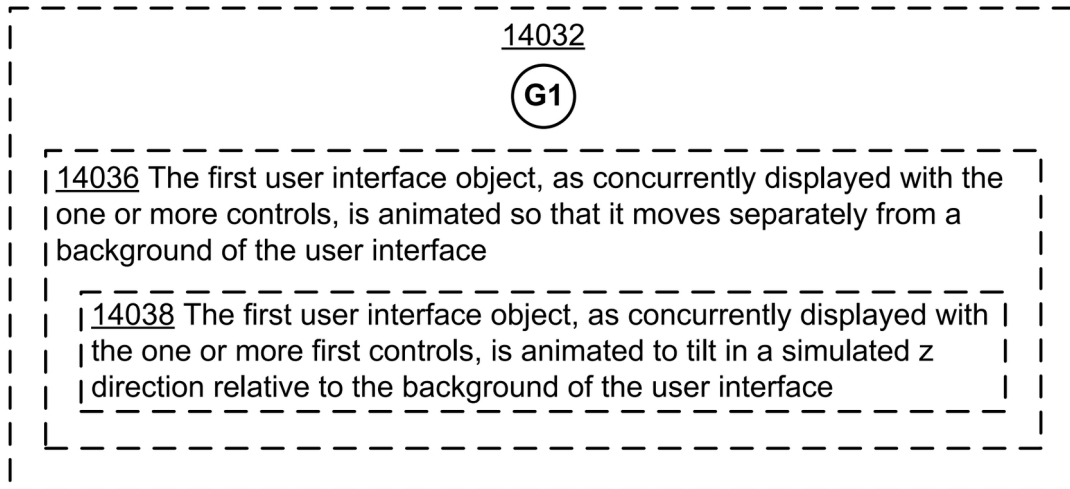 14032
G1
14036 The first user interface object, as concurrently displayed with the
one or more controls, is animated so that it moves separately from a
background of the user interface
14038 The first user interface object, as concurrently displayed with
the one or more first controls, is animated to tilt in a simulated z
direction relative to the background of the user interface